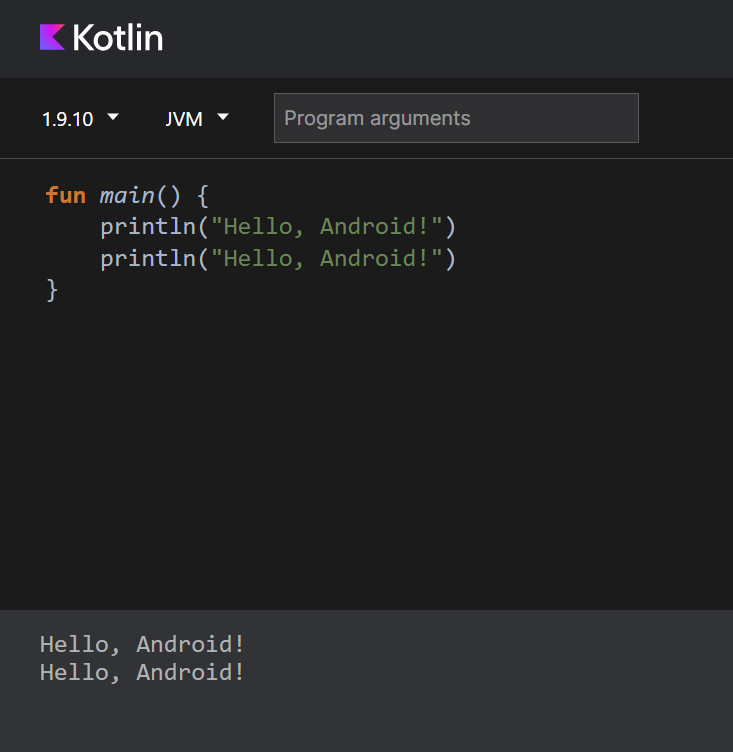 Kotlin
1.9.10 JVM Program arguments
fun main() {
    println("Hello, Android!")
    println("Hello, Android!")
}
Hello, Android!
Hello, Android!